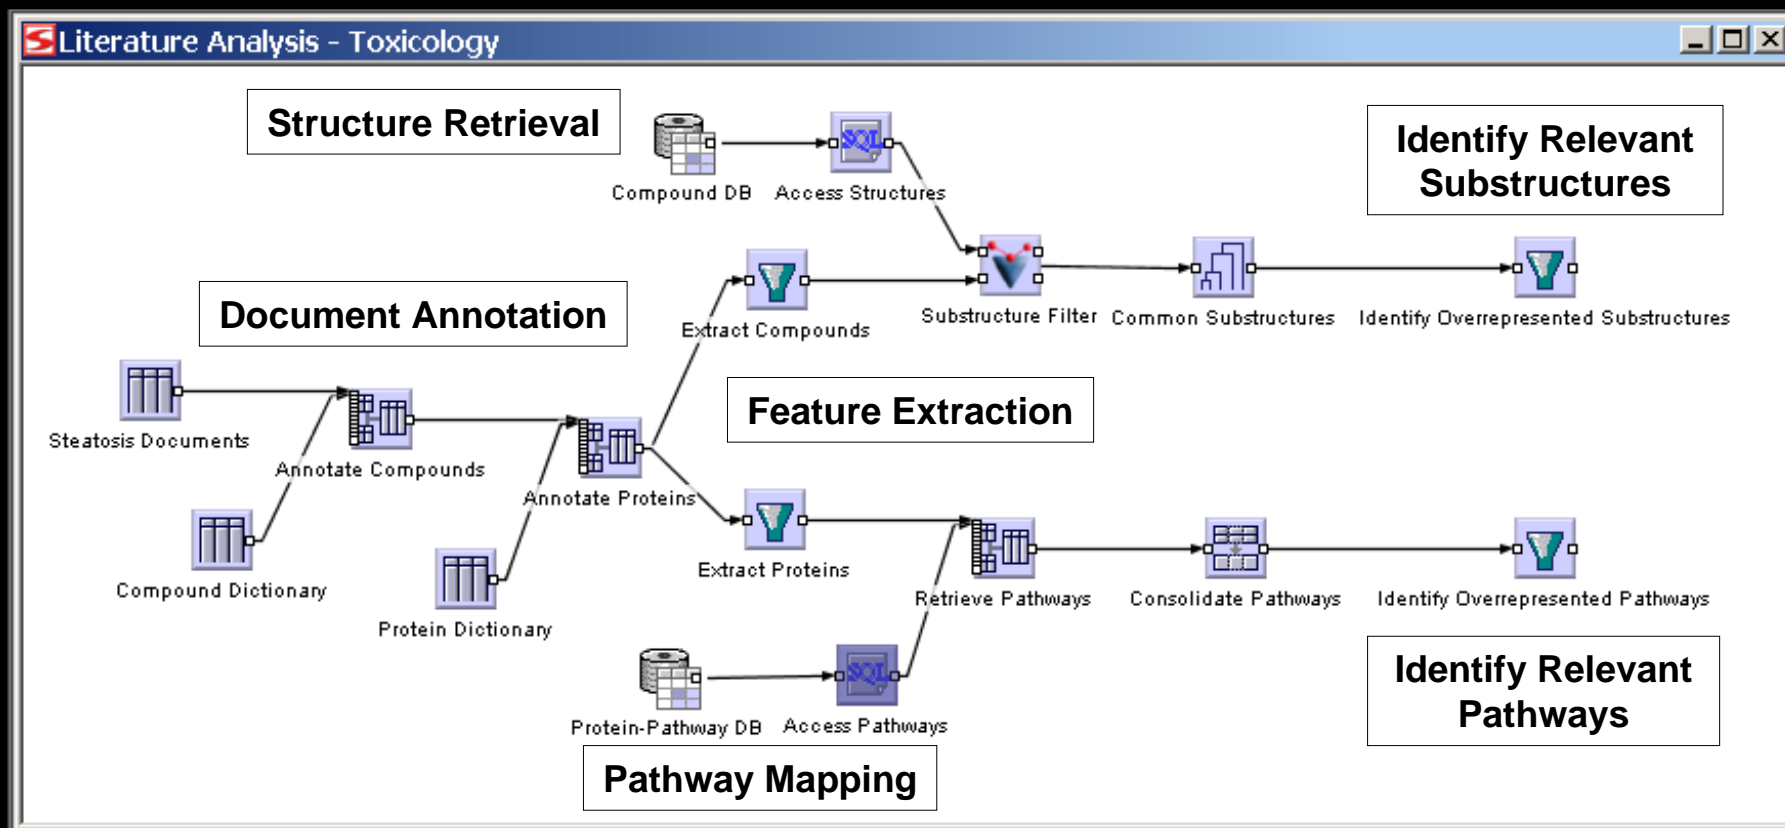 Literature Analysis - Toxicology
Structure Retrieval
Identify Relevant
Substructures
SQL
Compound DB
Access Structures
Document Annotation
Extract Compounds
Substructure Filter
Common Substructures
Identify Overrepresented Substructures
Feature Extraction
Steatosis Documents
Annotate Compounds
Annotate Proteins
Compound Dictionary
Protein Dictionary
Extract Proteins
Retrieve Pathways
Consolidate Pathways
Identify Overrepresented Pathways
SQL
Protein-Pathway DB
Access Pathways
Identify Relevant
Pathways
Pathway Mapping